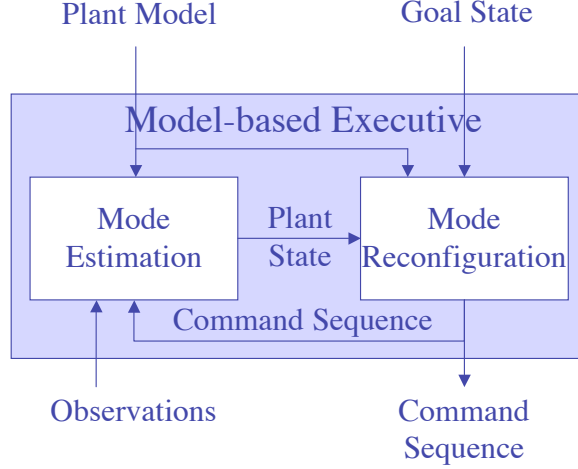 Plant Model
Goal State
Model-based Executive
Mode
Estimation
Plant
State
Mode
Reconfiguration
Command Sequence
Observations
Command
Sequence